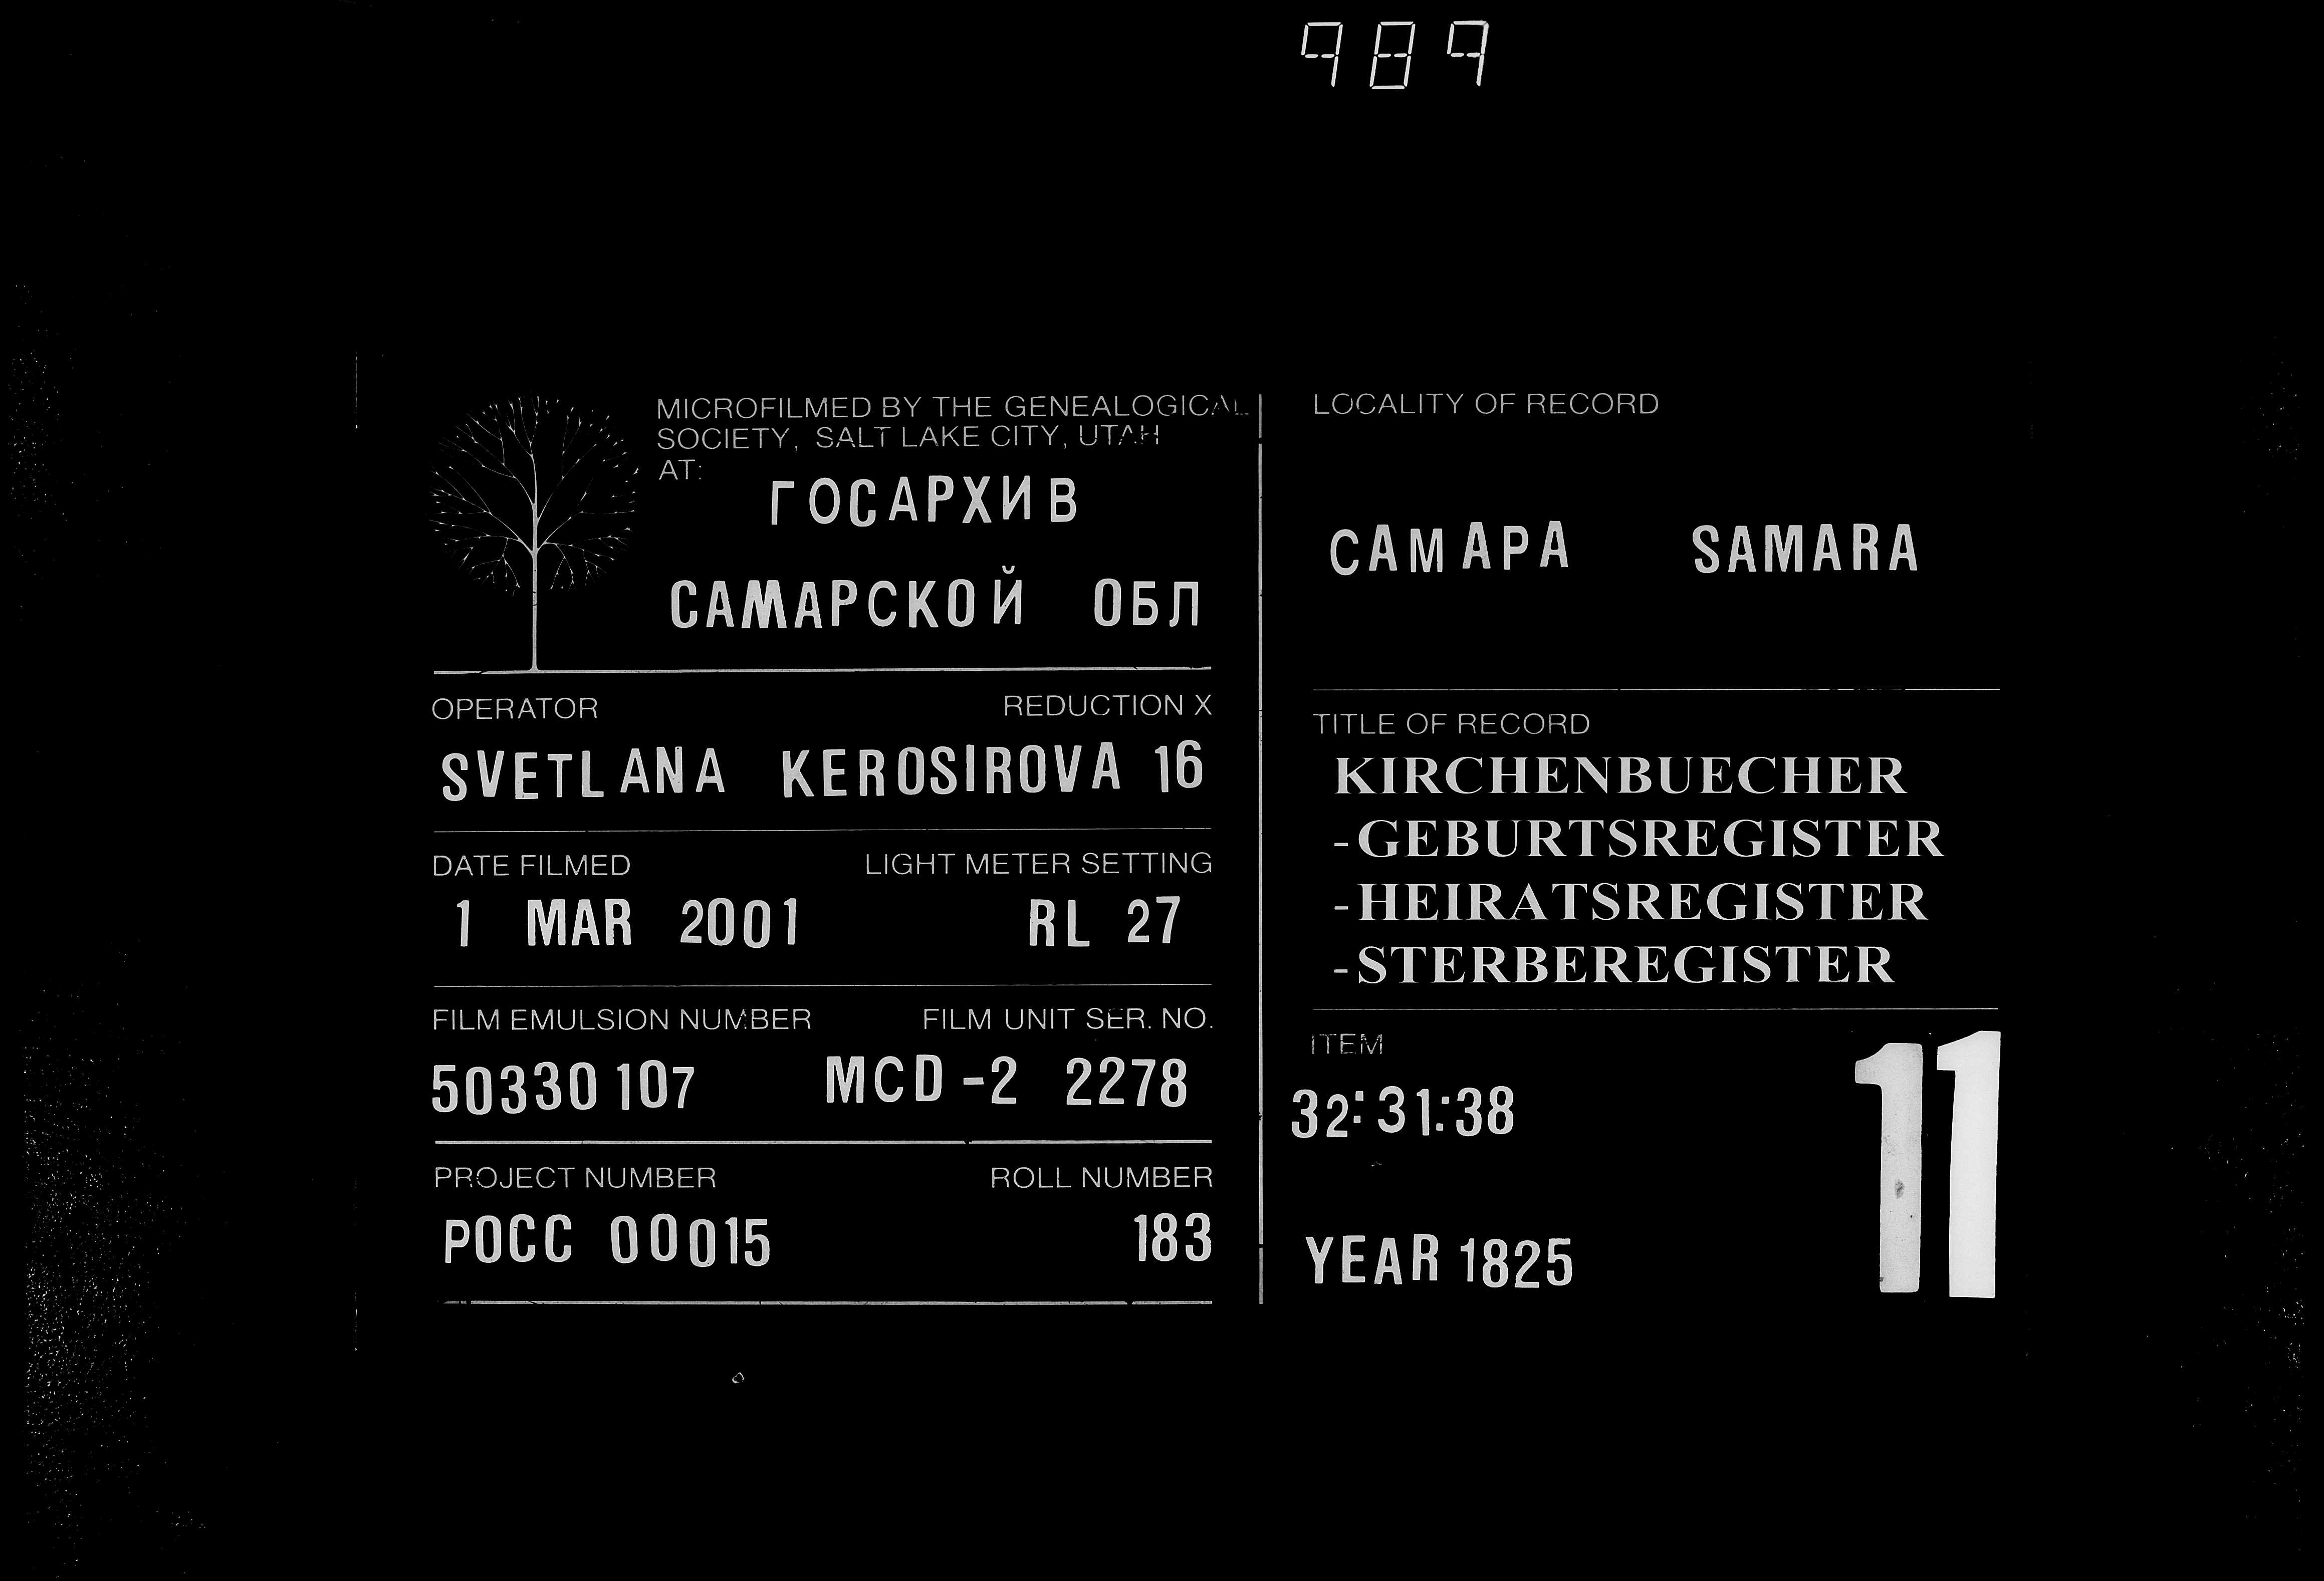 989
MICROFILMED BY THE GENEALOGICAL
SOCIETY, SALT LAKE CITY, UTAH
AT:
ГОСАРХИВ
САМАРСКОЙ ОБЛ
OPERATOR REDUCTION X
SVETLANA KEROSIROVA 16
DATE FILMED LIGHT METER SETTING
1 MAR 2001 RL 27
FILM EMULSION NUMBER FILM UNIT SER. NO.
50330107 MCD-2 2278
PROJECT NUMBER ROLL NUMBER
РОСС 00015 183
LOCALITY OF RECORD
САМАРА SAMARA
TITLE OF RECORD
KIRCHENBUECHER
-GEBURTSREGISTER
-HEIRATSREGISTER
-STERBEREGISTER
ITEM
32:31:38
11
YEAR 1825